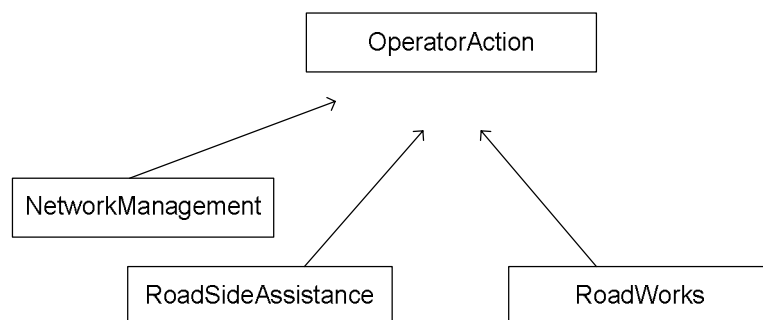 OperatorAction
NetworkManagement
RoadSideAssistance
RoadWorks